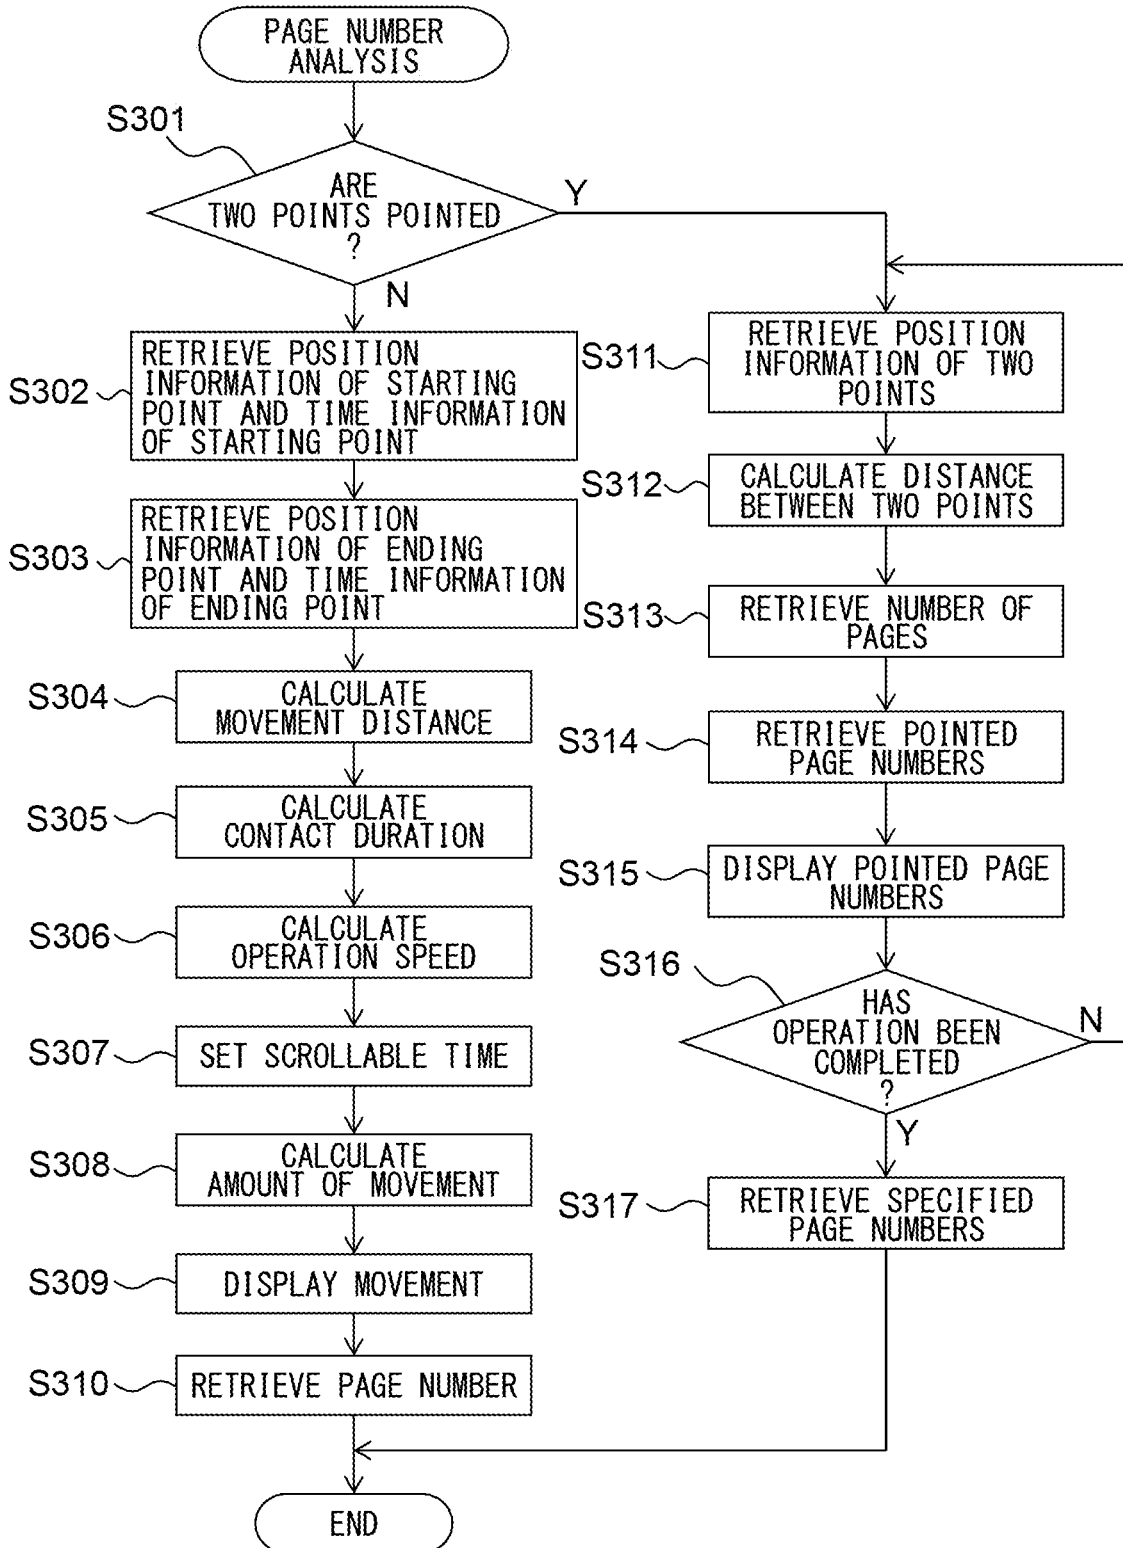 PAGE NUMBER
ANALYSIS
S301
ARE
TWO POINTS POINTED
?
Y
N
S302
RETRIEVE POSITION
INFORMATION OF STARTING
POINT AND TIME INFORMATION
OF STARTING POINT
S303
RETRIEVE POSITION
INFORMATION OF ENDING
POINT AND TIME INFORMATION
OF ENDING POINT
S304
CALCULATE
MOVEMENT DISTANCE
S305
CALCULATE
CONTACT DURATION
S306
CALCULATE
OPERATION SPEED
S307
SET SCROLLABLE TIME
S308
CALCULATE
AMOUNT OF MOVEMENT
S309
DISPLAY MOVEMENT
S310
RETRIEVE PAGE NUMBER
S311
RETRIEVE POSITION
INFORMATION OF TWO
POINTS
S312
CALCULATE DISTANCE
BETWEEN TWO POINTS
S313
RETRIEVE NUMBER OF
PAGES
S314
RETRIEVE POINTED
PAGE NUMBERS
S315
DISPLAY POINTED PAGE
NUMBERS
S316
HAS
OPERATION BEEN
COMPLETED
?
N
Y
S317
RETRIEVE SPECIFIED
PAGE NUMBERS
END